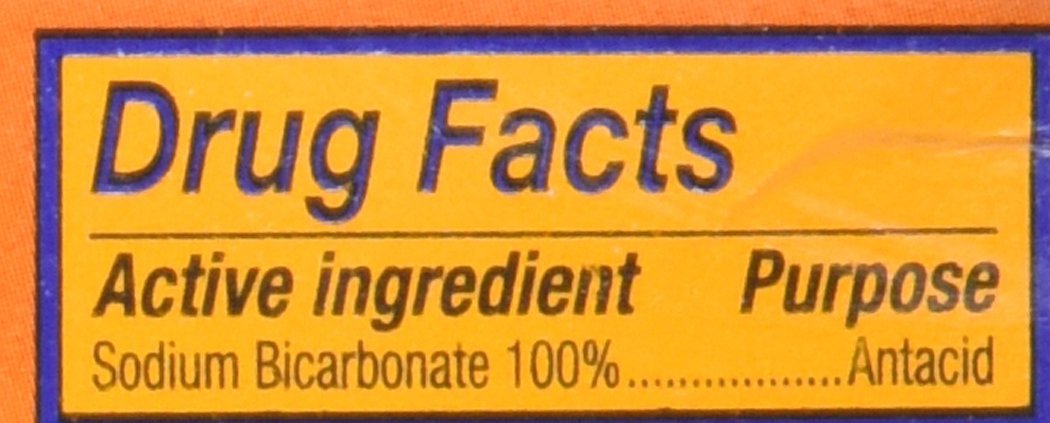 Drug Facts
Active ingredient Purpose
Sodium Bicarbonate 100%..................Antacid